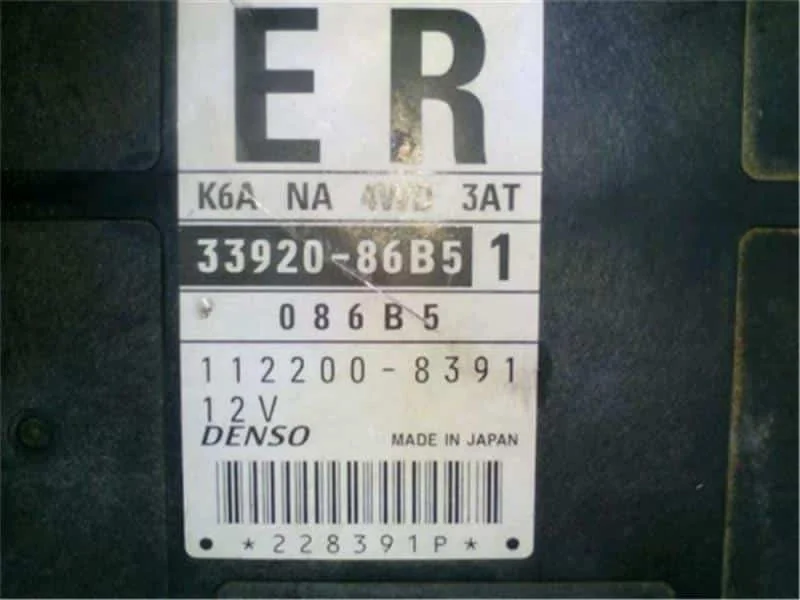 ER
K6A NA 4WD 3AT
33920-86B5 1
086B5
112200-8391
12V
DENSO MADE IN JAPAN
*228391P*